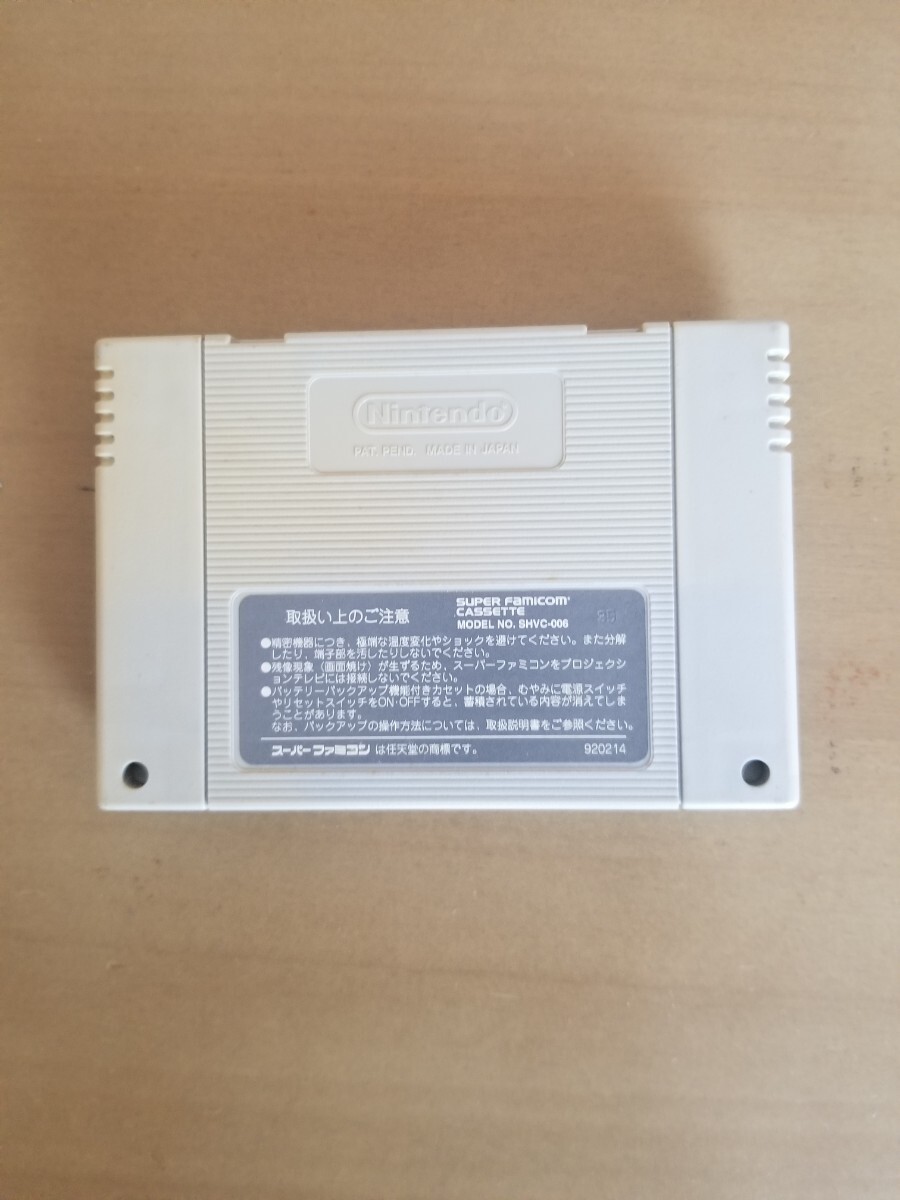 Nintendo
PAT. PEND. MADE IN JAPAN
取扱い上のご注意
SUPER Famicom
CASSETTE
MODEL NO. SHVC-006
●精密機器につき、極端な温度変化やショックを避けてください。また分解
したり、端子部を汚したりしないでください。
●残像現象(画面焼け)が生ずるため、スーパーファミコンをプロジェクシ
ョンテレビには接続しないでください。
●バッテリーバックアップ機能付きカセットの場合、むやみに電源スイッチ
やリセットスイッチをON・OFFすると、蓄積されている内容が消えてしま
うことがあります。
なお、バックアップの操作方法については、取扱説明書をご参照ください。
スーパーファミコン は任天堂の商標です。 920214